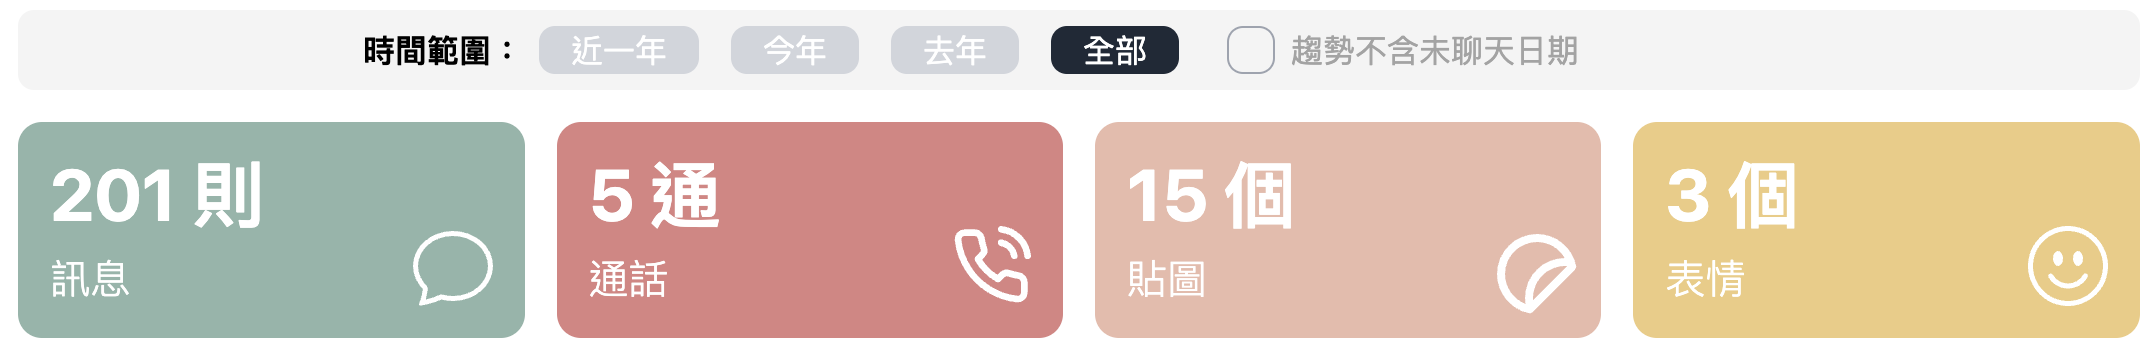 時間範圍： 近一年 今年 去年 全部 趨勢不含未聊天日期
201 則 5 通 15 個 3 個
訊息 通話 貼圖 表情